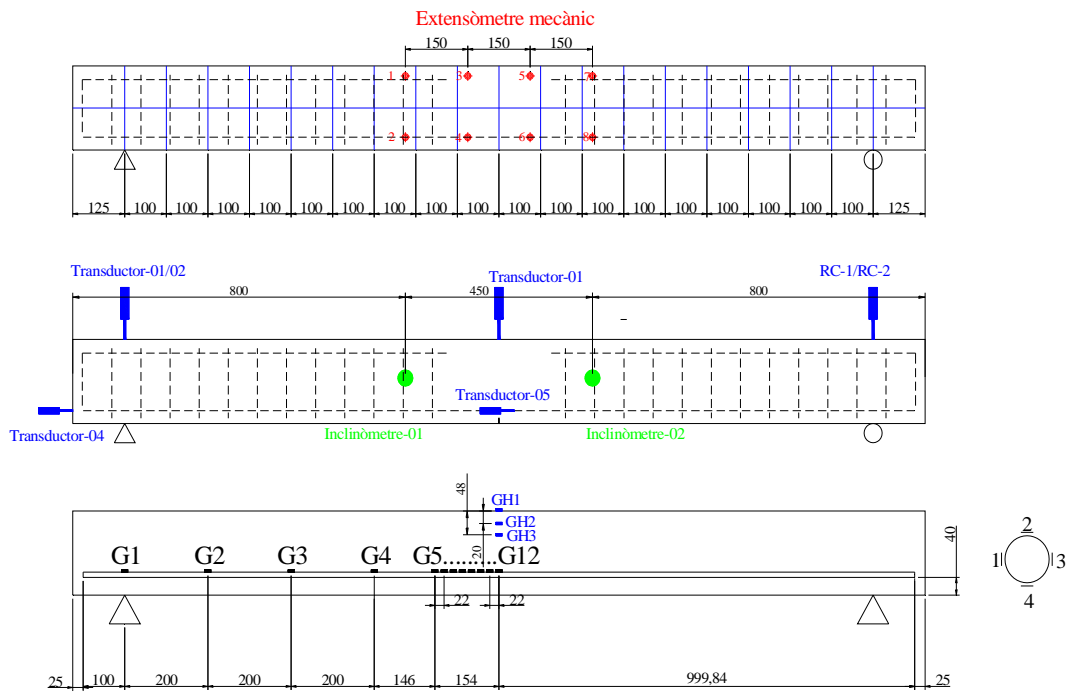 Extensòmetre mecànic
150 150 150
1 3 5 7
2 4 6 8
125 100 100 100 100 100 100 100 100 100 100 100 100 100 100 100 100 100 100 125
Transductor-01/02 Transductor-01 RC-1/RC-2
800 450 800
Transductor-05
Transductor-04 Inclinòmetre-01 Inclinòmetre-02
48
GH1
GH2
GH3
20
40
G1 G2 G3 G4 G5.........G12
22 22
25 100 200 200 200 146 154 999,84 25
2
1 3
4